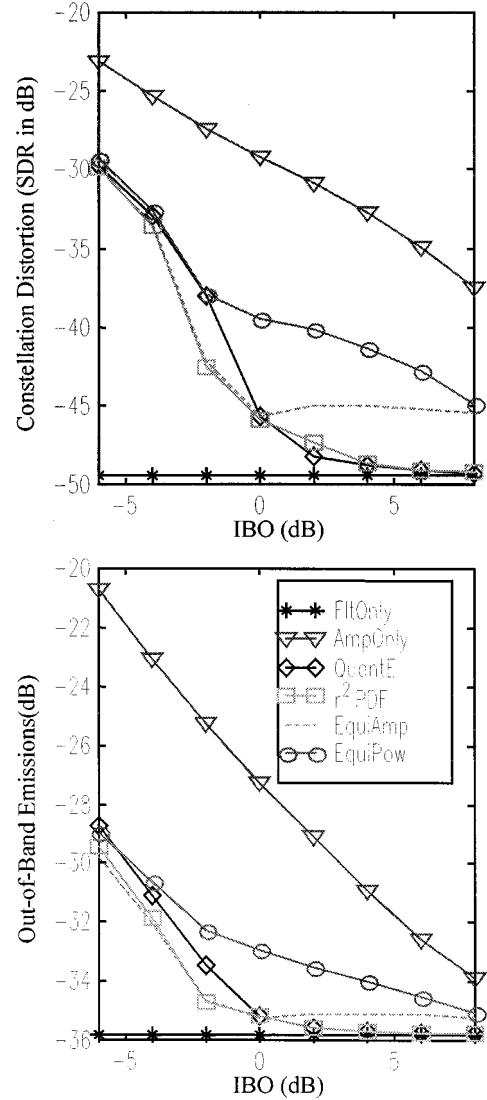 Constellation Distortion (SDR in dB)
-20
-25
-30
-35
-40
-45
-50
-5
0
5
IBO (dB)
Out-of-Band Emissions(dB)
-20
-22
-24
-26
-28
-30
-32
-34
-36
FltOnly
AmpOnly
QuantE
r² PDF
EquiAmp
EquiPow
-5
0
5
IBO (dB)